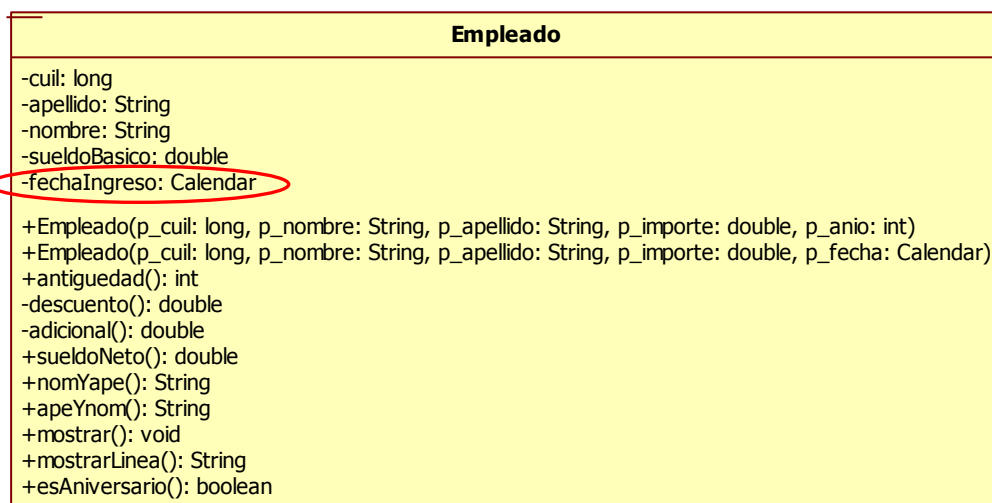 Empleado
-cuil: long
-apellido: String
-nombre: String
-sueldoBasico: double
-fechaIngreso: Calendar
+Empleado(p_cuil: long, p_nombre: String, p_apellido: String, p_importe: double, p_anio: int)
+Empleado(p_cuil: long, p_nombre: String, p_apellido: String, p_importe: double, p_fecha: Calendar)
+antiguedad(): int
-descuento(): double
-adicional(): double
+sueldoNeto(): double
+nomYape(): String
+apeYnom(): String
+mostrar(): void
+mostrarLinea(): String
+esAniversario(): boolean